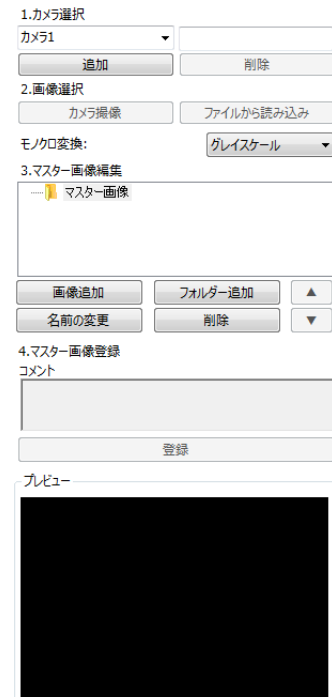 1.カメラ選択
カメラ1
追加 削除
2.画像選択
カメラ撮像 ファイルから読み込み
モノクロ変換: グレイスケール
3.マスター画像編集
マスター画像
画像追加 フォルダー追加 ▲
名前の変更 削除 ▼
4.マスター画像登録
コメント
登録
プレビュー